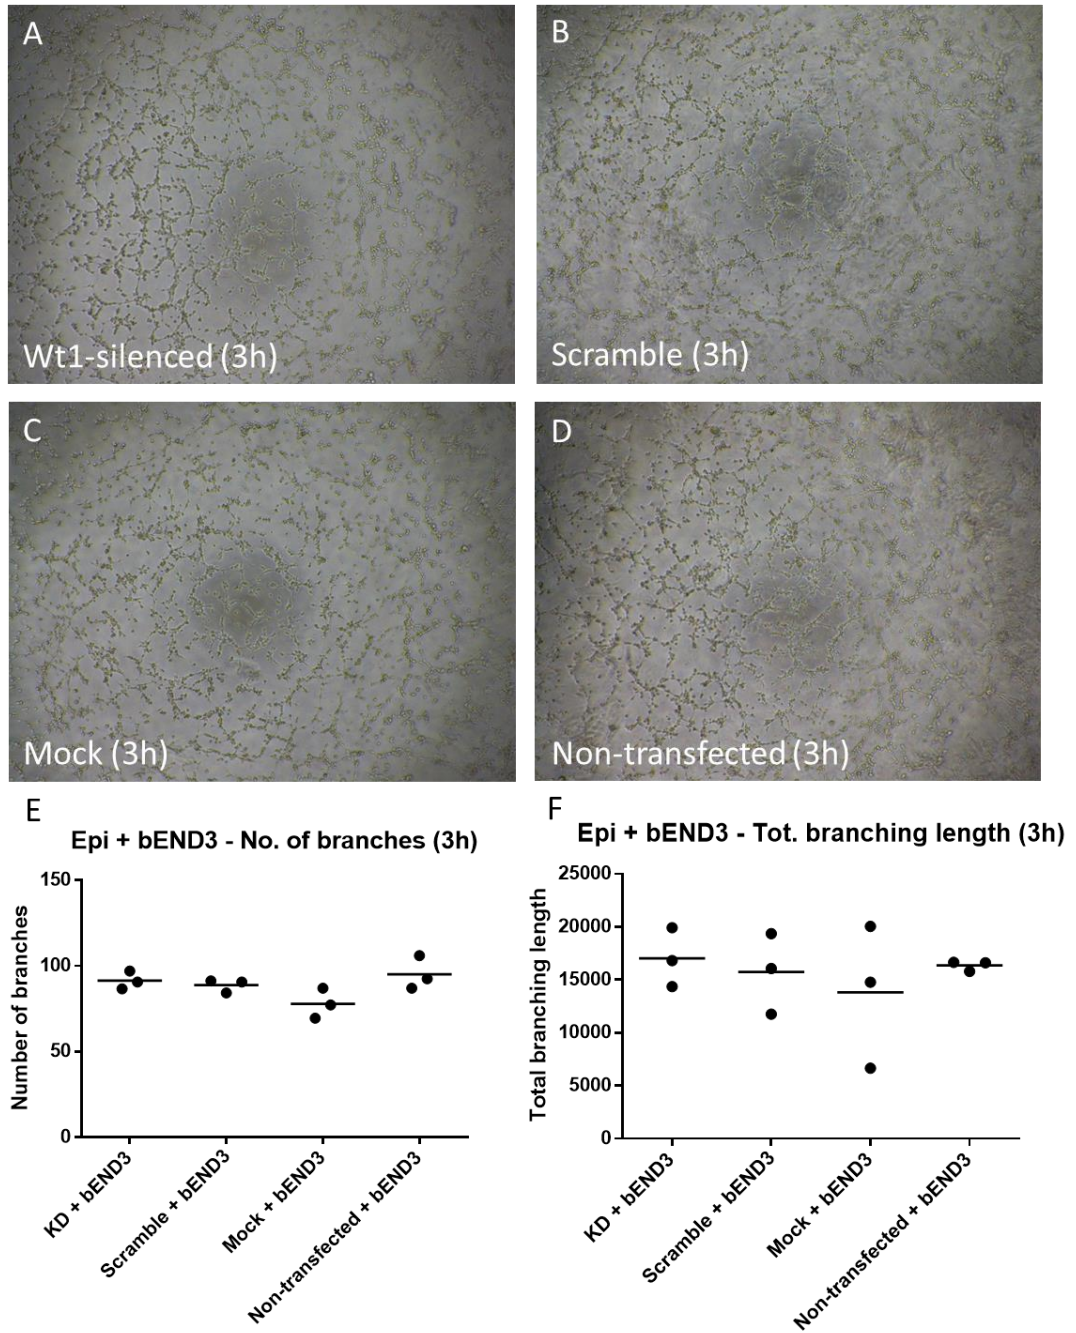 A
Wt1-silenced (3h)
B
Scramble (3h)
C
Mock (3h)
D
Non-transfected (3h)
E
Epi + bEND3 - No. of branches (3h)
Number of branches
150
100
50
0
KD + bEND3
Scramble + bEND3
Mock + bEND3
Non-transfected + bEND3
F
Epi + bEND3 - Tot. branching length (3h)
Total branching length
25000
20000
15000
10000
5000
0
KD + bEND3
Scramble + bEND3
Mock + bEND3
Non-transfected + bEND3